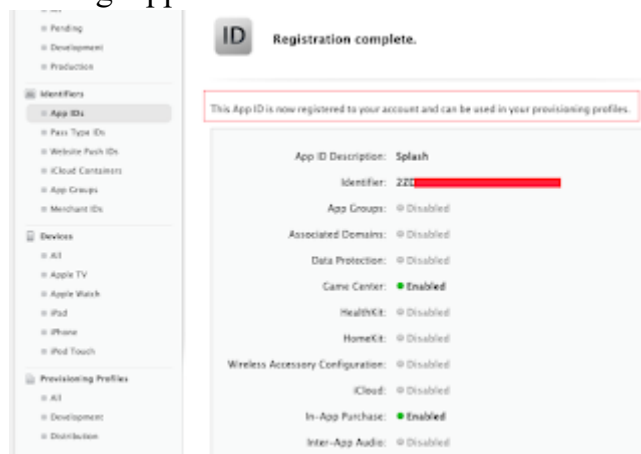 Pending
Development
Production
Identifiers
App IDs
Pass Type IDs
Website Push IDs
iCloud Containers
App Groups
Merchant IDs
Devices
All
Apple TV
Apple Watch
iPad
iPhone
iPod Touch
Provisioning Profiles
All
Development
Distribution
ID Registration complete.
This App ID is now registered to your account and can be used in your provisioning profiles.
App ID Description: Splash
Identifier:
App Groups: Disabled
Associated Domains: Disabled
Data Protection: Disabled
Game Center: Enabled
HealthKit: Disabled
HomeKit: Disabled
Wireless Accessory Configuration: Disabled
iCloud: Disabled
In-App Purchase: Enabled
Inter-App Audio: Disabled